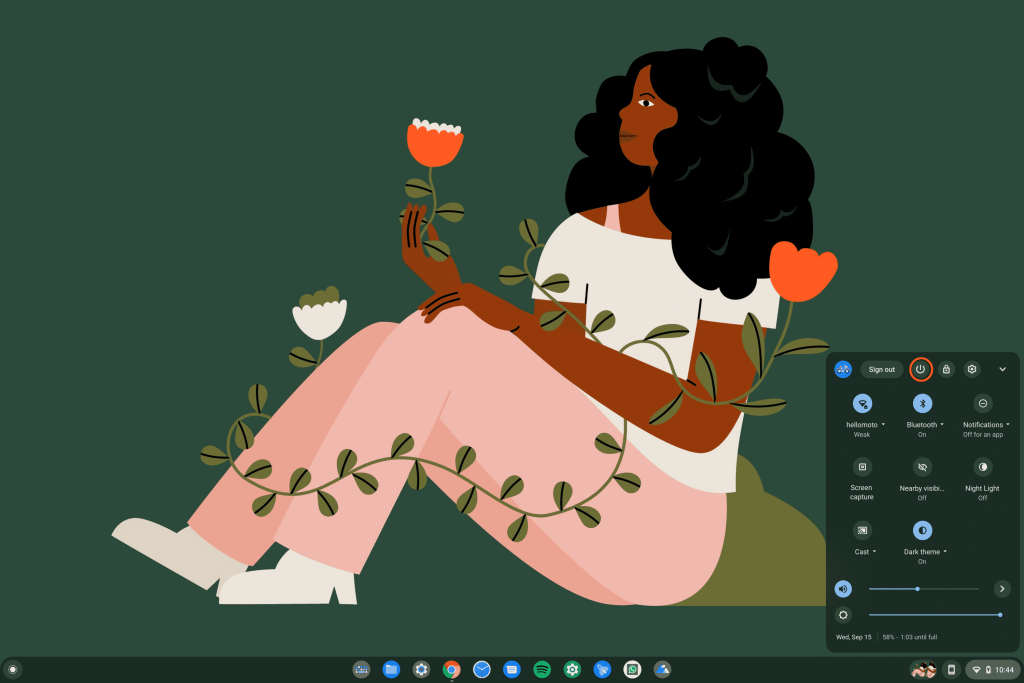 Sign out
hellomoto
Weak
Bluetooth
On
Notifications
Off for an app
Screen
capture
Nearby visibi...
Off
Night Light
Off
Cast
Dark theme
On
Wed, Sep 15 58% - 1:03 until full
10:44